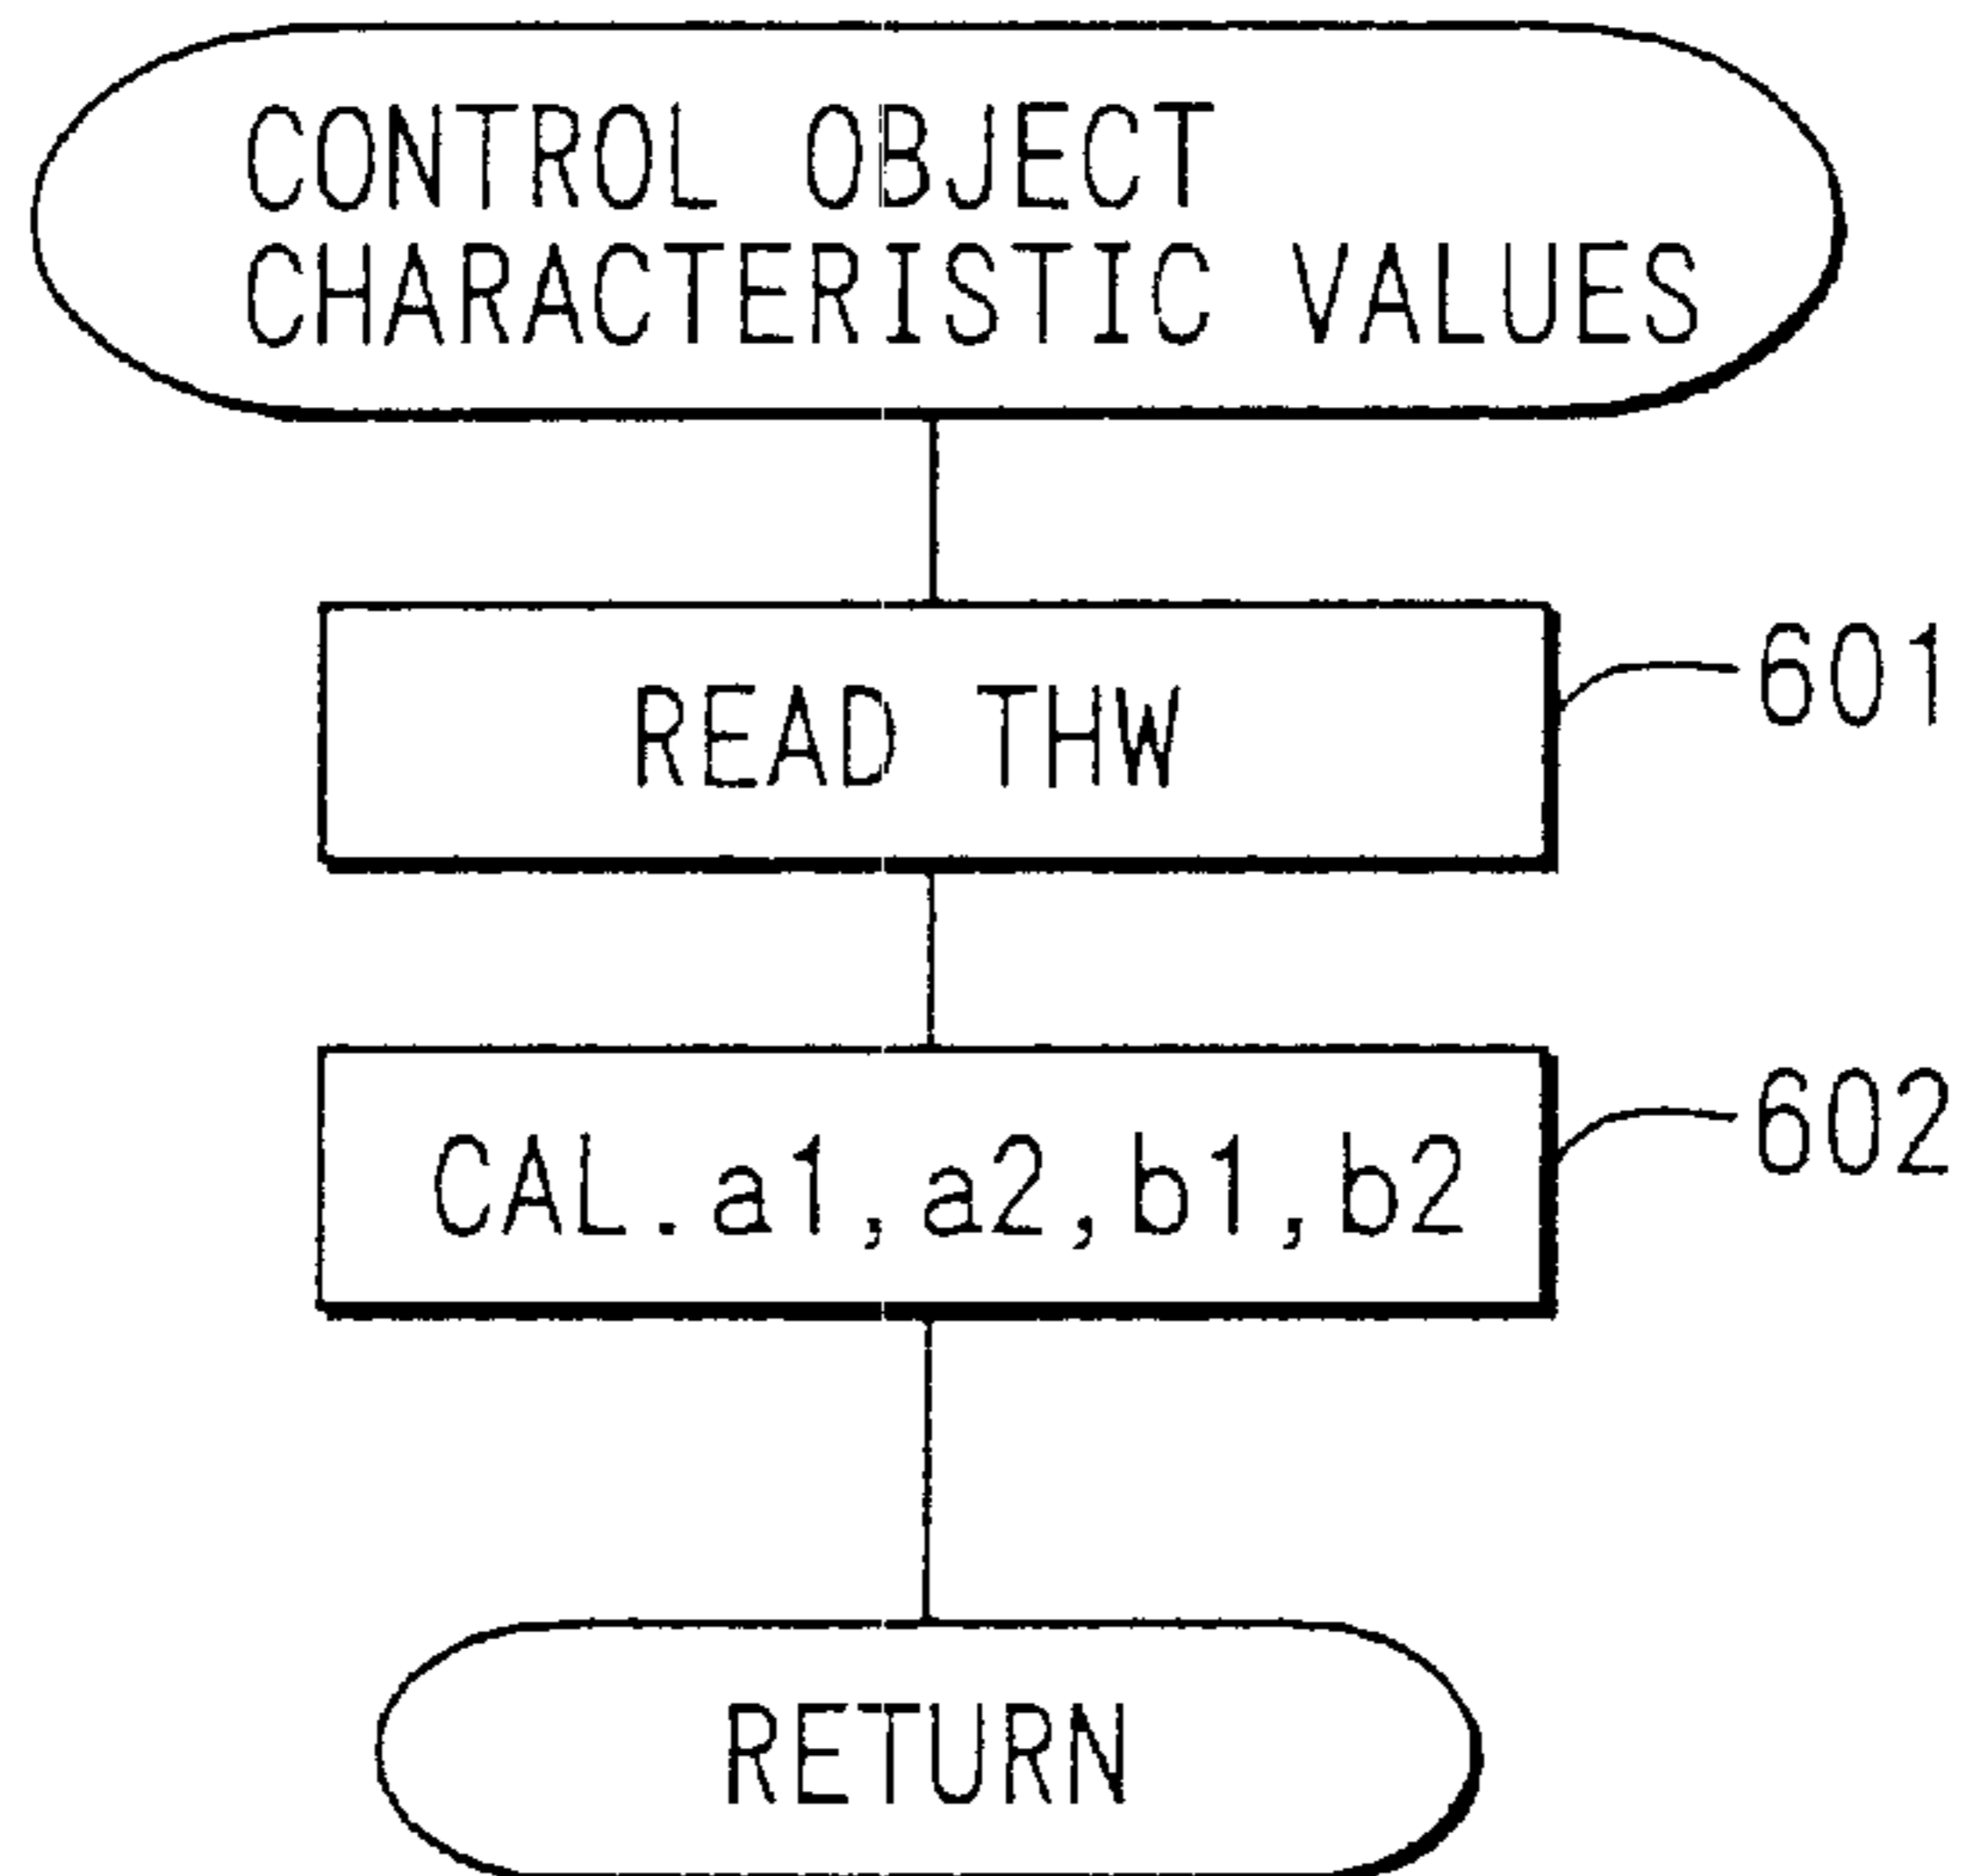 CONTROL OBJECT
CHARACTERISTIC VALUES
READ THW
601
CAL.a1,a2,b1,b2
602
RETURN